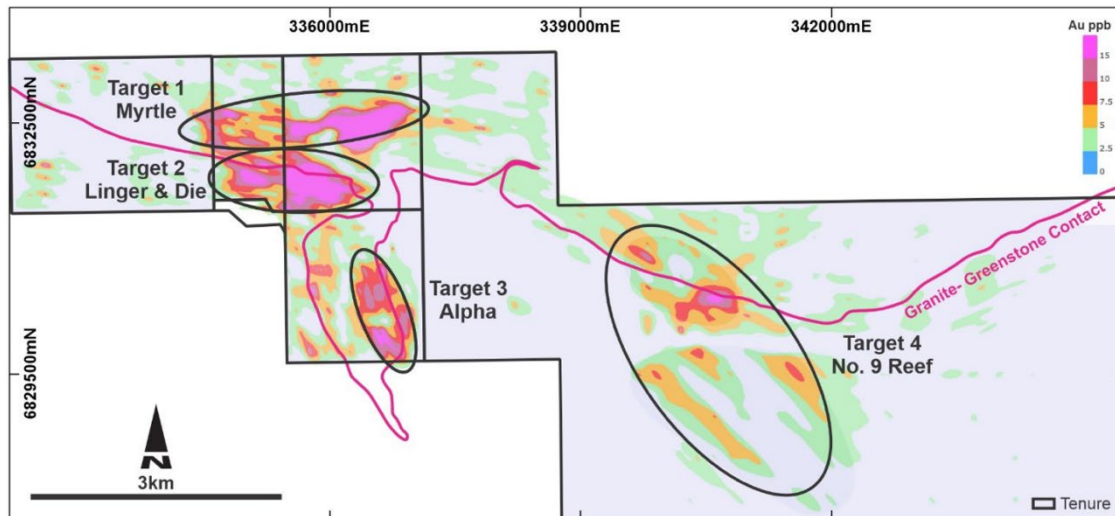 336000mE
339000mE
342000mE
Au ppb
15
10
7.5
5
2.5
0
Target 1
Myrtle
6832500mN
Target 2
Linger & Die
Target 3
Alpha
Granite- Greenstone Contact
Target 4
No. 9 Reef
6829500mN
N
3km
Tenure